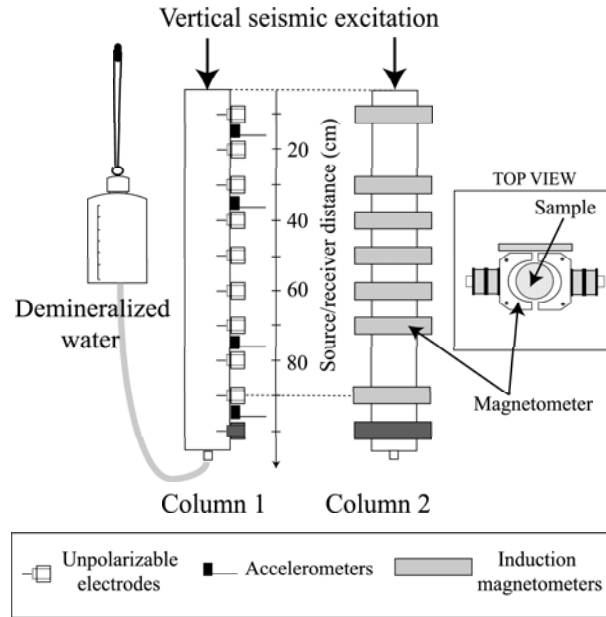 Vertical seismic excitation
Demineralized
water
20
40
60
80
Source/receiver distance (cm)
TOP VIEW
Sample
Magnetometer
Column 1
Column 2
Unpolarizable
electrodes
Accelerometers
Induction
magnetometers